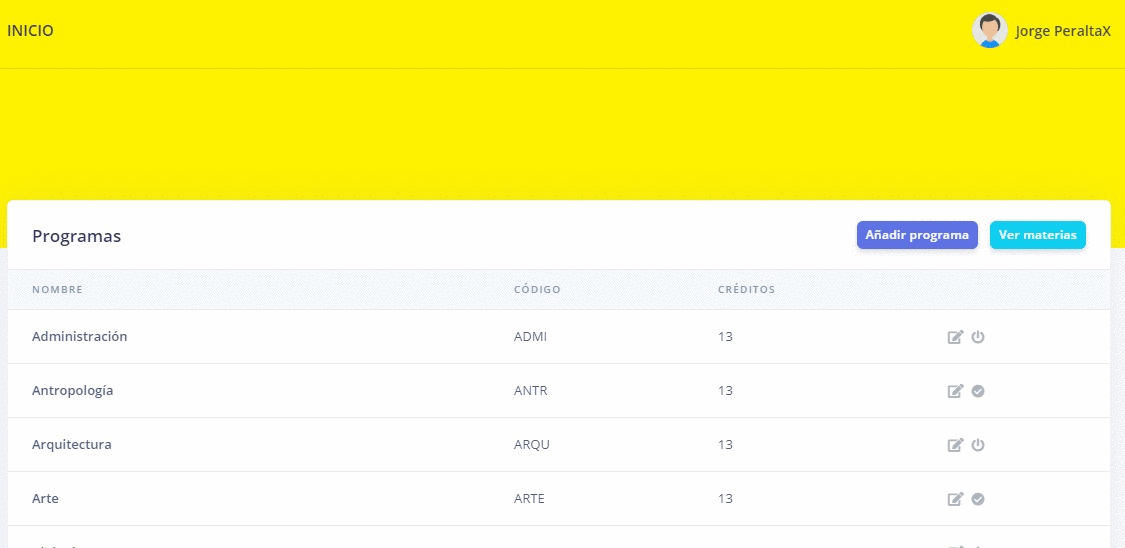 INICIO
Jorge PeraltaX
Programas
Añadir programa
Ver materias
NOMBRE CÓDIGO CRÉDITOS
Administración ADMI 13
Antropología ANTR 13
Arquitectura ARQU 13
Arte ARTE 13